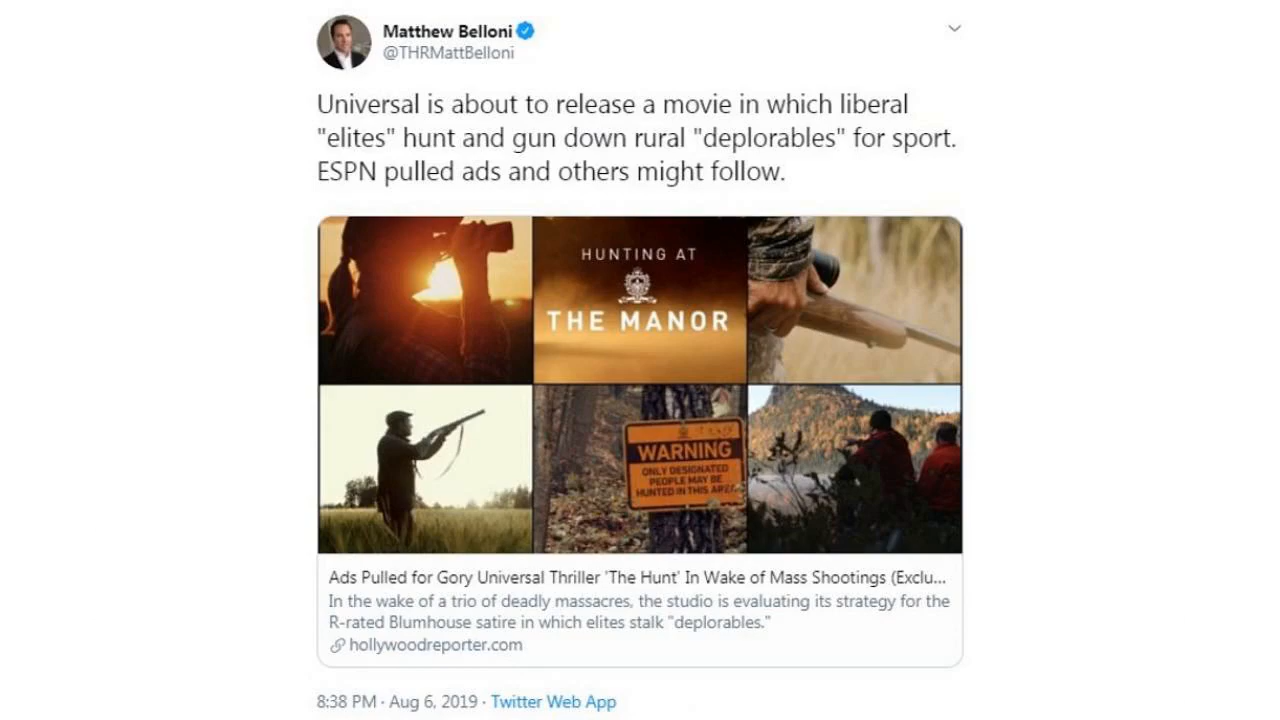 Matthew Belloni
@THRMattBelloni
Universal is about to release a movie in which liberal
"elites" hunt and gun down rural "deplorables" for sport.
ESPN pulled ads and others might follow.
HUNTING AT
THE MANOR
WARNING
ONLY DESIGNATED
PEOPLE MAY BE
HUNTED IN THIS AREA
Ads Pulled for Gory Universal Thriller 'The Hunt' In Wake of Mass Shootings (Exclu...
In the wake of a trio of deadly massacres, the studio is evaluating its strategy for the
R-rated Blumhouse satire in which elites stalk "deplorables."
hollywoodreporter.com
8:38 PM · Aug 6, 2019 · Twitter Web App